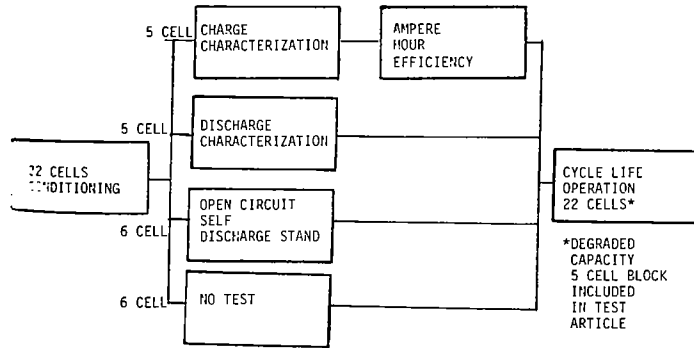 5 CELL
CHARGE
CHARACTERIZATION
AMPERE
HOUR
EFFICIENCY
5 CELL
DISCHARGE
CHARACTERIZATION
22 CELLS
CONDITIONING
6 CELL
OPEN CIRCUIT
SELF
DISCHARGE STAND
6 CELL
NO TEST
CYCLE LIFE
OPERATION
22 CELLS*
*DEGRADED
CAPACITY
5 CELL BLOCK
INCLUDED
IN TEST
ARTICLE